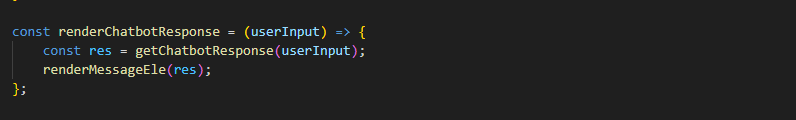 const renderChatbotResponse = (userInput) => {
    const res = getChatbotResponse(userInput);
    renderMessageEle(res);
};